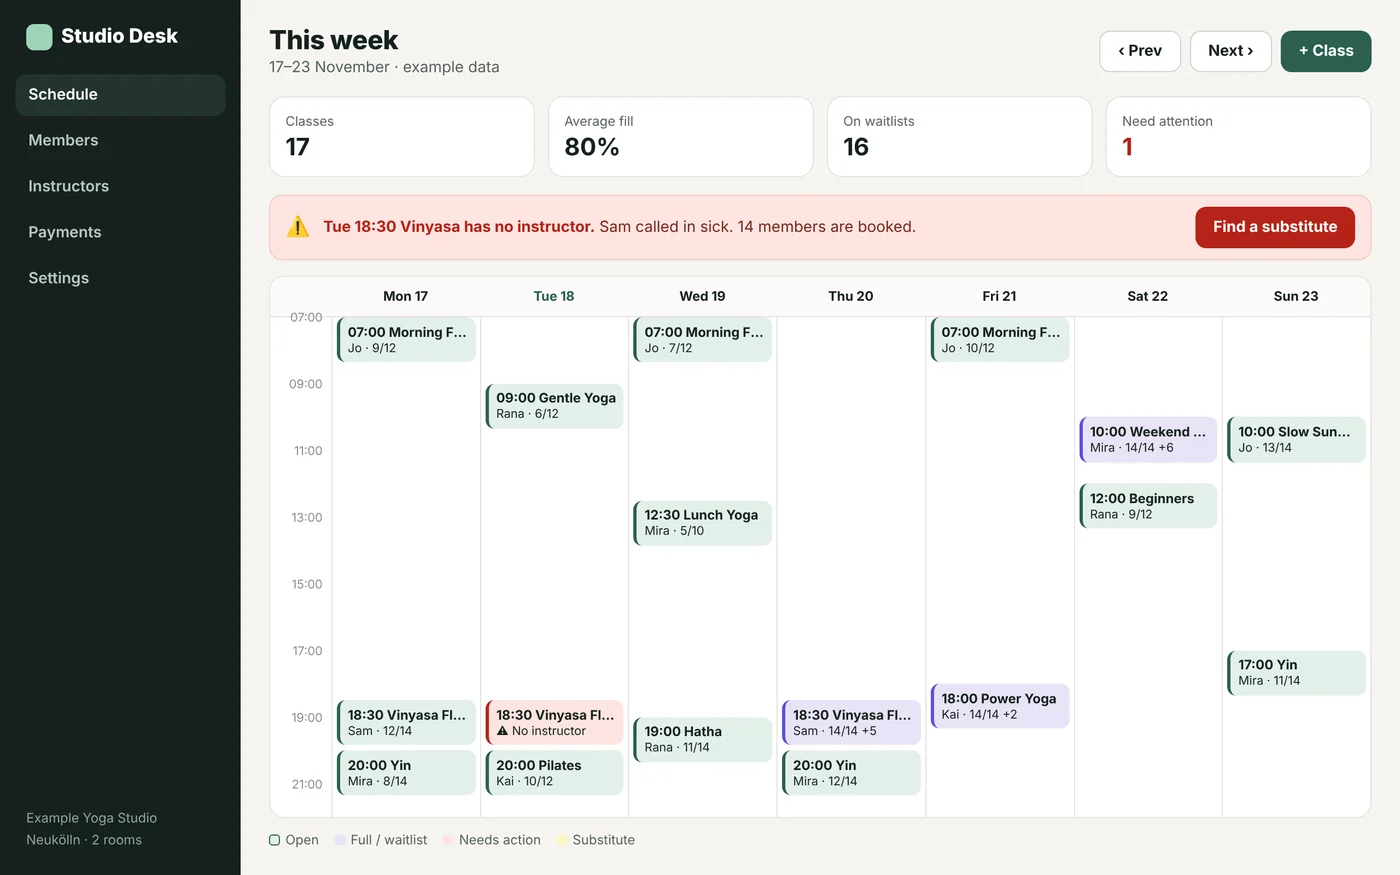 Studio Desk
Schedule
Members
Instructors
Payments
Settings
Example Yoga Studio
Neukölln · 2 rooms
This week
17–23 November · example data
‹ Prev
Next ›
+ Class
Classes
17
Average fill
80%
On waitlists
16
Need attention
1
Tue 18:30 Vinyasa has no instructor. Sam called in sick. 14 members are booked.
Find a substitute
Mon 17
Tue 18
Wed 19
Thu 20
Fri 21
Sat 22
Sun 23
07:00
09:00
11:00
13:00
15:00
17:00
19:00
21:00
07:00 Morning F...
Jo · 9/12
18:30 Vinyasa Fl...
Sam · 12/14
20:00 Yin
Mira · 8/14
09:00 Gentle Yoga
Rana · 6/12
18:30 Vinyasa Fl...
⚠ No instructor
20:00 Pilates
Kai · 10/12
07:00 Morning F...
Jo · 7/12
12:30 Lunch Yoga
Mira · 5/10
19:00 Hatha
Rana · 11/14
18:30 Vinyasa Fl...
Sam · 14/14 +5
20:00 Yin
Mira · 12/14
07:00 Morning F...
Jo · 10/12
18:00 Power Yoga
Kai · 14/14 +2
10:00 Weekend ...
Mira · 14/14 +6
12:00 Beginners
Rana · 9/12
10:00 Slow Sun...
Jo · 13/14
17:00 Yin
Mira · 11/14
Open
Full / waitlist
Needs action
Substitute